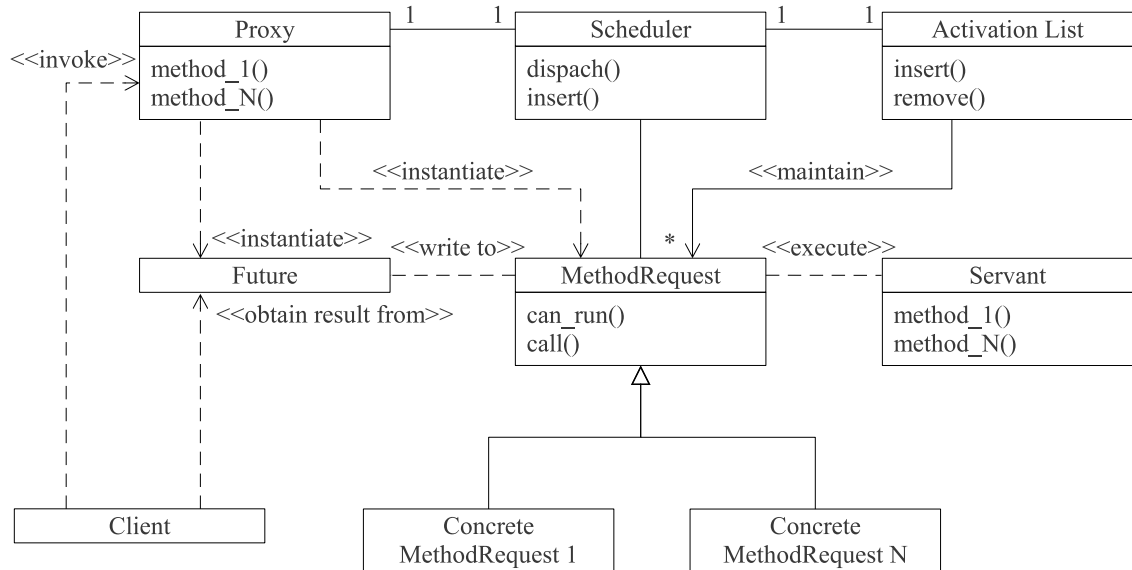 Proxy
method_1()
method_N()
1
1
Scheduler
dispach()
insert()
1
1
Activation List
insert()
remove()
<<invoke>>
<<instantiate>>
<<maintain>>
<<instantiate>>
<<write to>>
*
<<execute>>
Future
<<obtain result from>>
MethodRequest
can_run()
call()
Servant
method_1()
method_N()
Client
Concrete
MethodRequest 1
Concrete
MethodRequest N